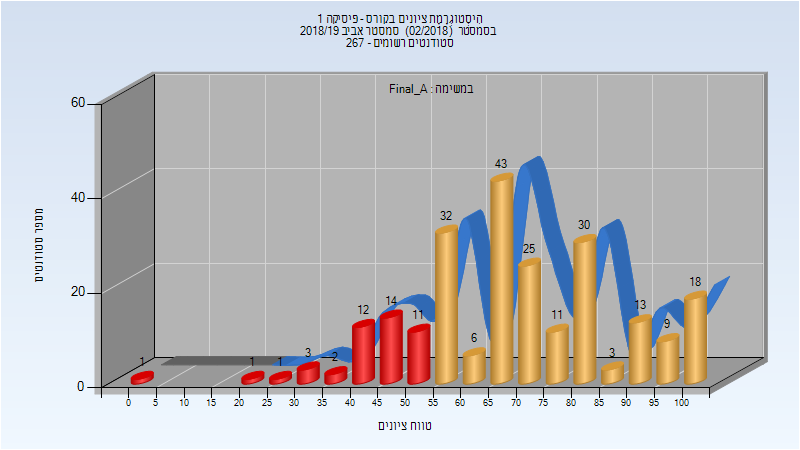 היסטוגרמת ציונים בקורס - פיסיקה 1
בסמסטר (02/2018) סמסטר אביב 2018/19
סטודנטים רשומים - 267
במשימה : Final_A
מספר סטודנטים
60
40
20
0
1 1 1 3 2 12 14 11 32 6 43 25 11 30 3 13 9 18
0 5 10 15 20 25 30 35 40 45 50 55 60 65 70 75 80 85 90 95 100
טווח ציונים